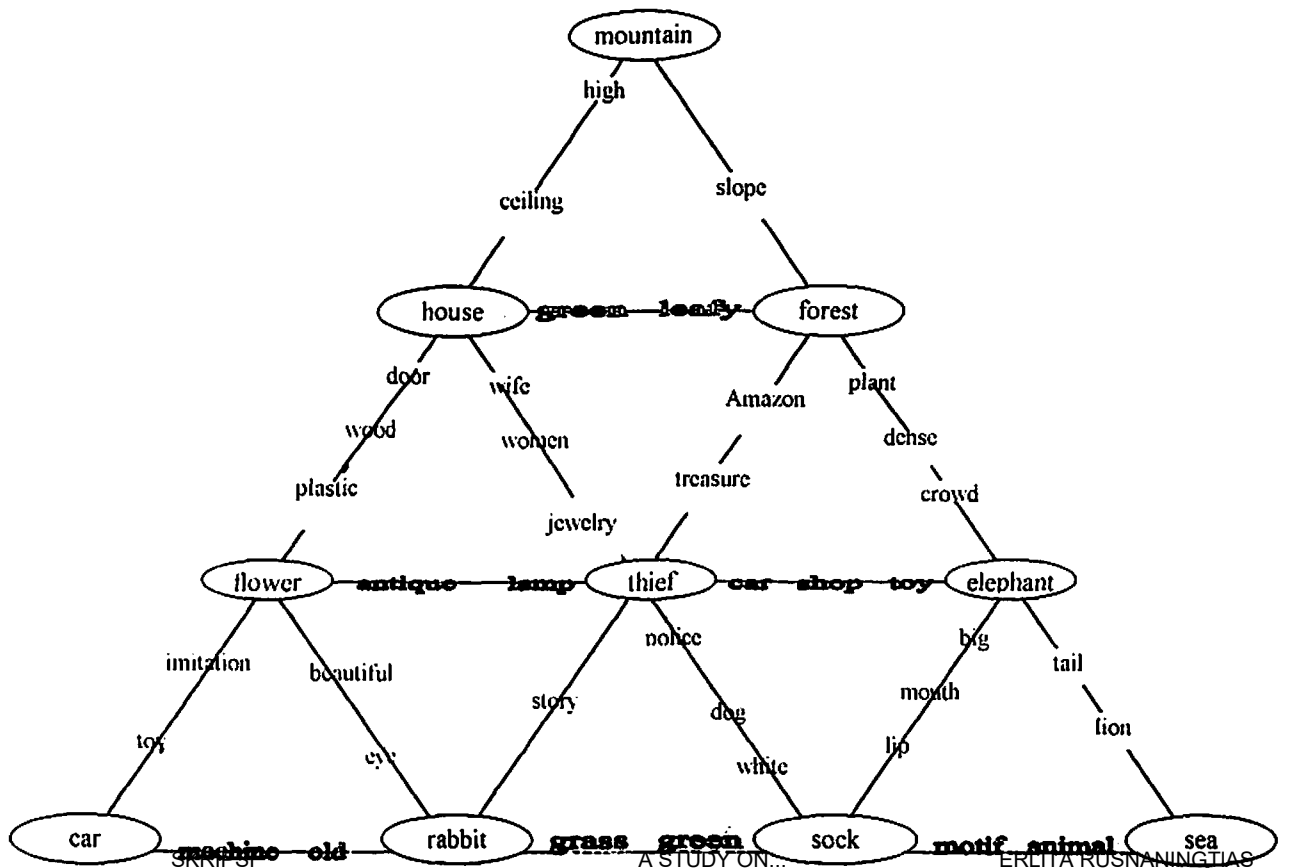 mountain
high
slope
ceiling
house green leafy forest
door wife Amazon plant
wood women dense
plastic treasure crowd
jewelry
flower antique lamp thief car shop toy elephant
imitation beautiful police big tail
story dog mouth lion
toy eye white lip
car machine old rabbit grass green sock motif animal sea
SKRIPSI A STUDY ON... ERLITA RUSNANINGTIAS